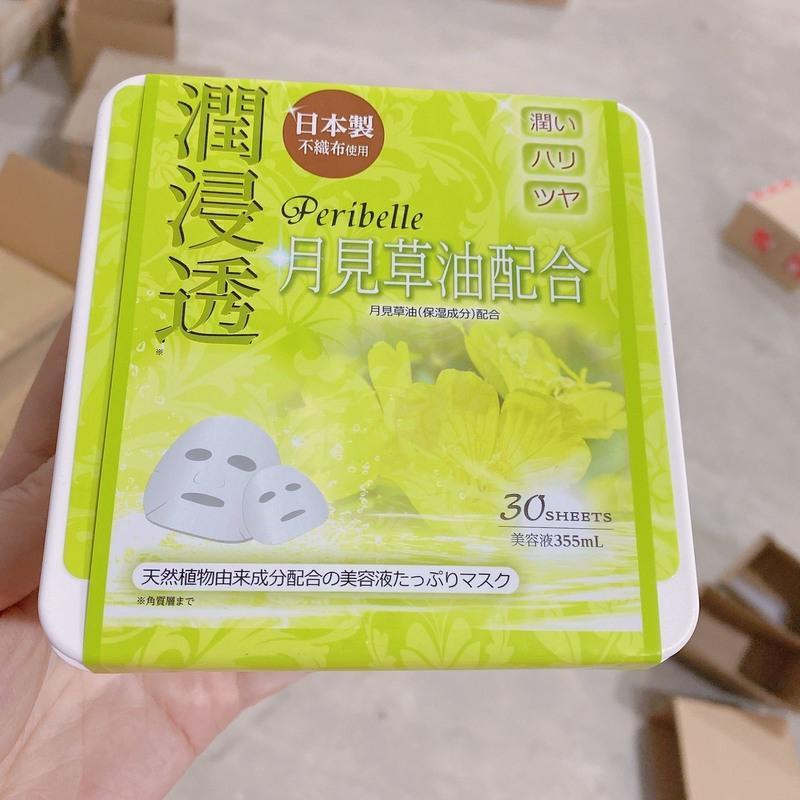 潤浸透
※
日本製
不織布使用
潤い
ハリ
ツヤ
Peribelle
月見草油配合
月見草油(保湿成分)配合
30SHEETS
美容液355mL
天然植物由来成分配合の美容液たっぷりマスク
※角質層まで